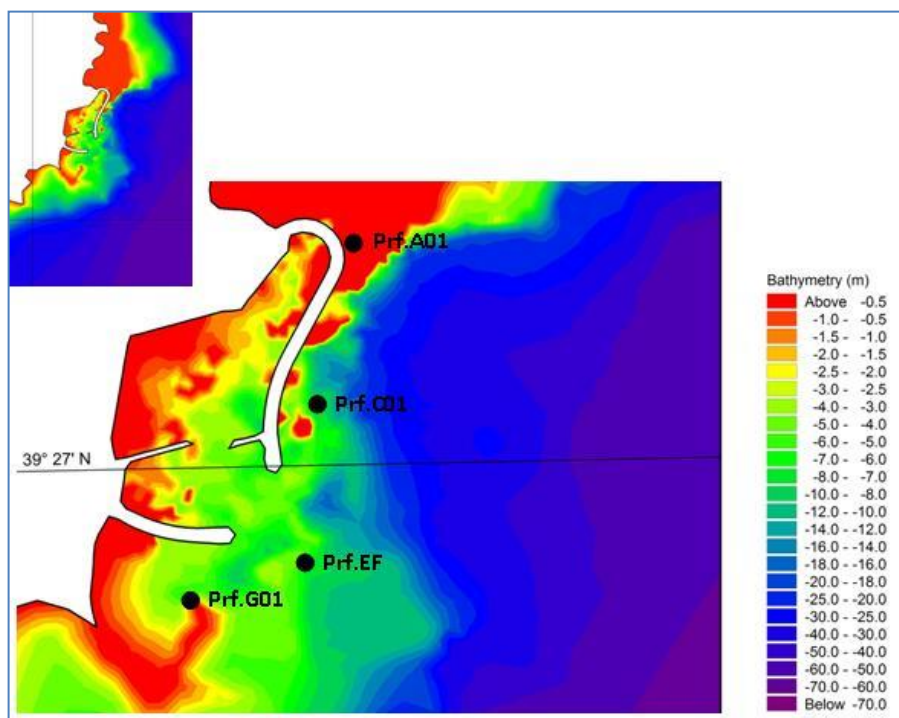 Prf.A01
Prf.C01
39° 27' N
Prf.EF
Prf.G01
Bathymetry (m)
Above -0.5
-1.0 - -0.5
-1.5 - -1.0
-2.0 - -1.5
-2.5 - -2.0
-3.0 - -2.5
-4.0 - -3.0
-5.0 - -4.0
-6.0 - -5.0
-7.0 - -6.0
-8.0 - -7.0
-10.0 - -8.0
-12.0 - -10.0
-14.0 - -12.0
-16.0 - -14.0
-18.0 - -16.0
-20.0 - -18.0
-25.0 - -20.0
-30.0 - -25.0
-40.0 - -30.0
-50.0 - -40.0
-60.0 - -50.0
-70.0 - -60.0
Below -70.0